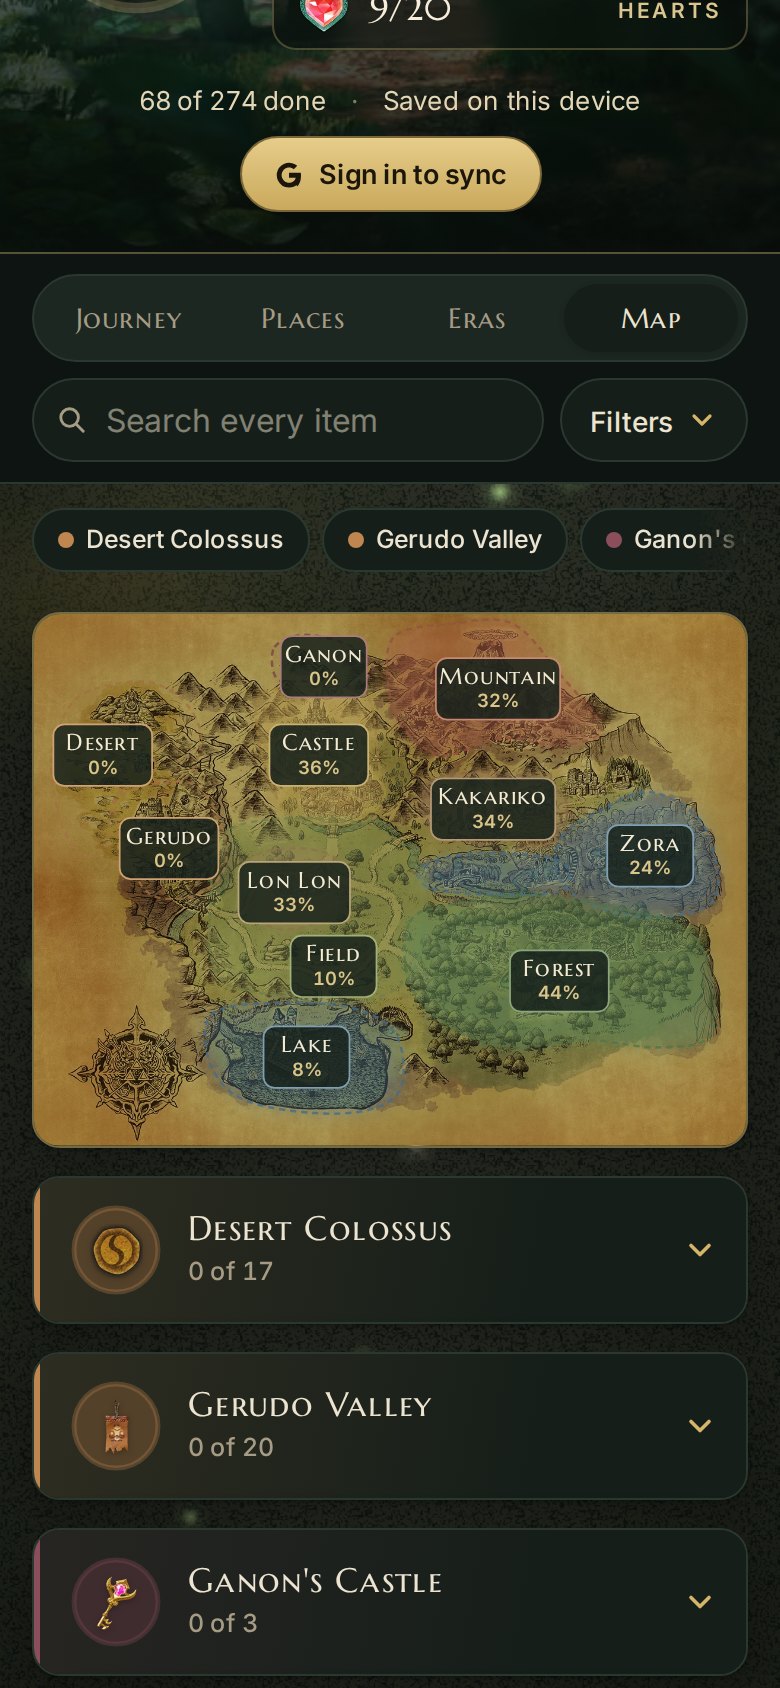 9/20 HEARTS
68 of 274 done · Saved on this device
Sign in to sync
Journey Places Eras Map
Search every item Filters
Desert Colossus Gerudo Valley Ganon's
Ganon
0%
Mountain
32%
Desert
0%
Castle
36%
Kakariko
34%
Gerudo
0%
Zora
24%
Lon Lon
33%
Field
10%
Forest
44%
Lake
8%
Desert Colossus
0 of 17
Gerudo Valley
0 of 20
Ganon's Castle
0 of 3